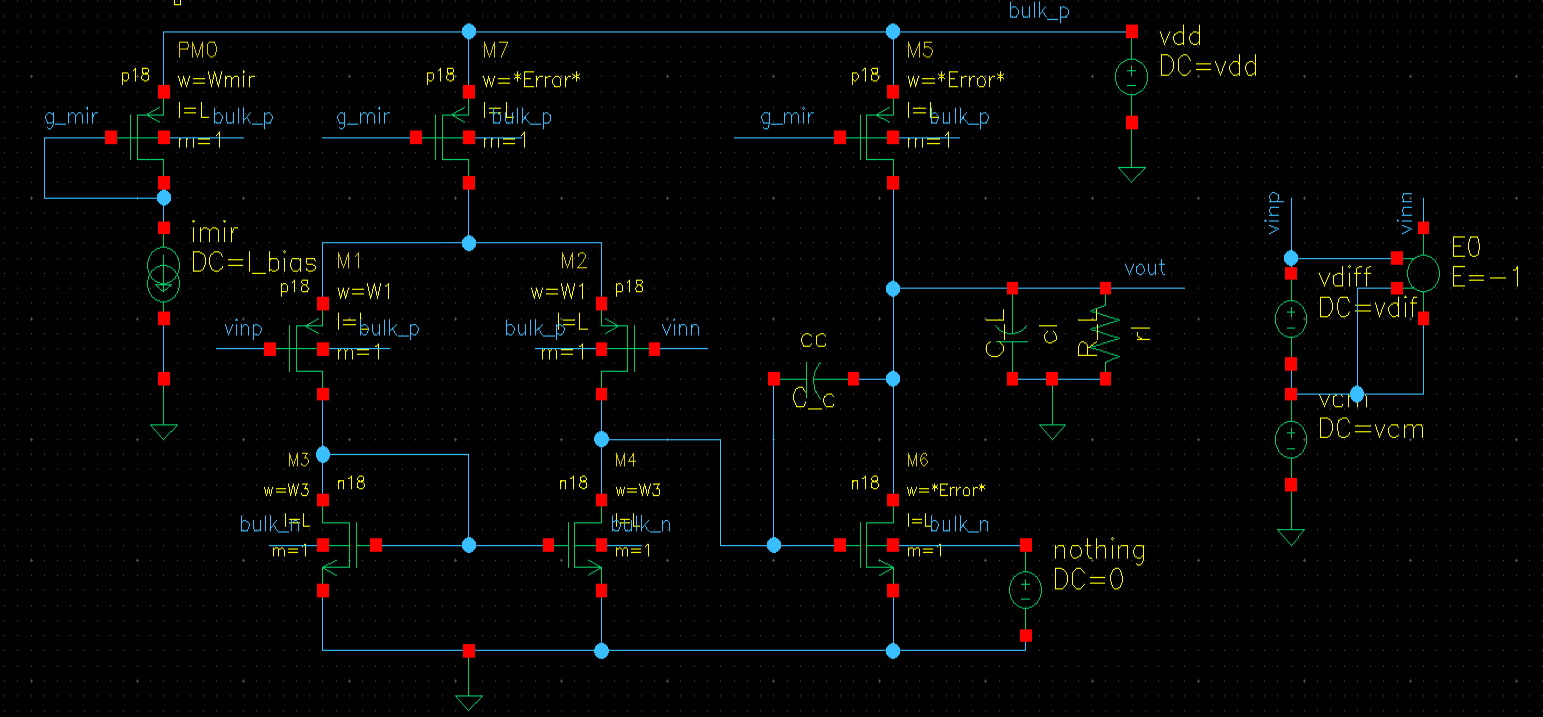 bulk_p
PM0
p18
w=Wmir
g_mir
l=L
bulk_p
m=1
M7
p18
w=*Error*
g_mir
l=L
bulk_p
m=1
M5
p18
w=*Error*
g_mir
l=L
bulk_p
m=1
vdd
DC=vdd
imir
DC=I_bias
M1
p18
w=W1
vinp
l=L
bulk_p
m=1
M2
w=W1
p18
bulk_p
l=L
vinn
m=1
vout
cc
C_c
C_L
cl
R_L
rl
vinp
vinn
E0
E=-1
vdiff
DC=vdif
vcm
DC=vcm
M3
w=W3
n18
bulk_n
l=L
m=1
M4
n18
w=W3
l=L
bulk_n
m=1
M6
n18
w=*Error*
l=L
bulk_n
m=1
nothing
DC=0